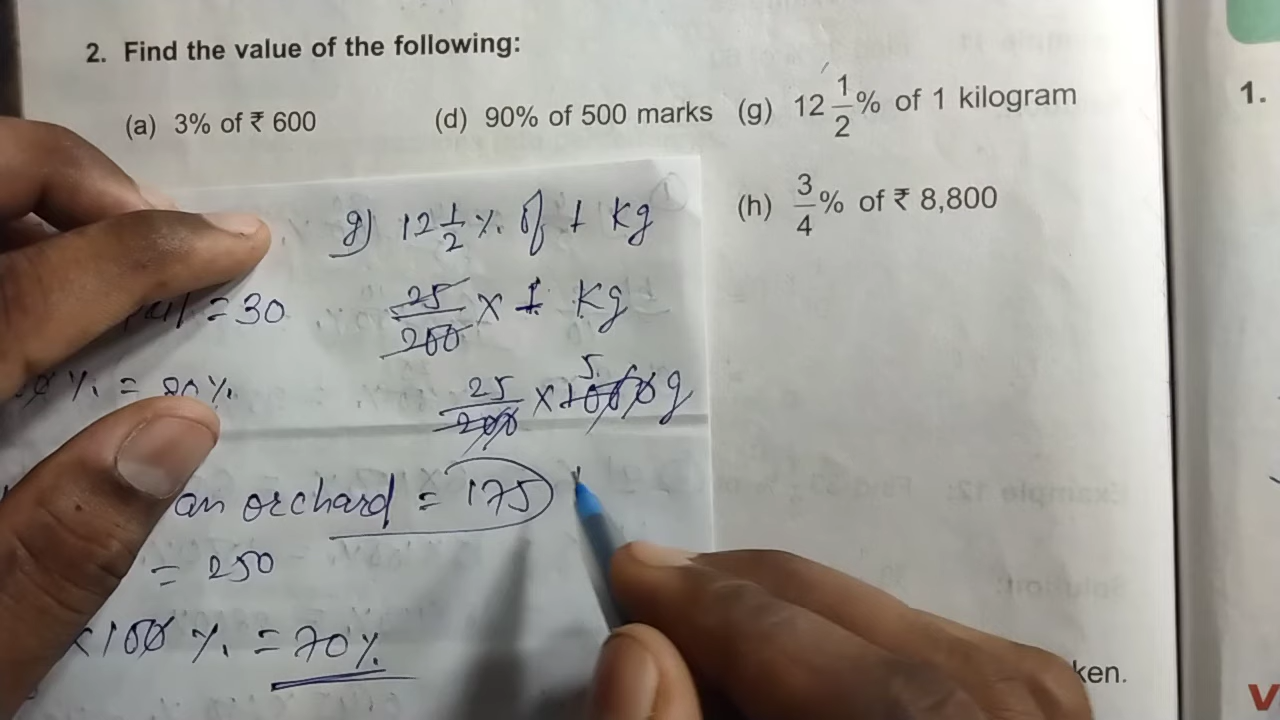 2. Find the value of the following:
(a) 3% of ₹ 600
(d) 90% of 500 marks
(g) 12 1/2% of 1 kilogram
(h) 3/4% of ₹ 8,800
1.
g) 12 1/2 % of 1 kg
= 30
25/200 × 1 kg
% = 80%
25/200 × 1000 g
5
an orchard = 175
= 250
× 100 % = 70%
ken.
V